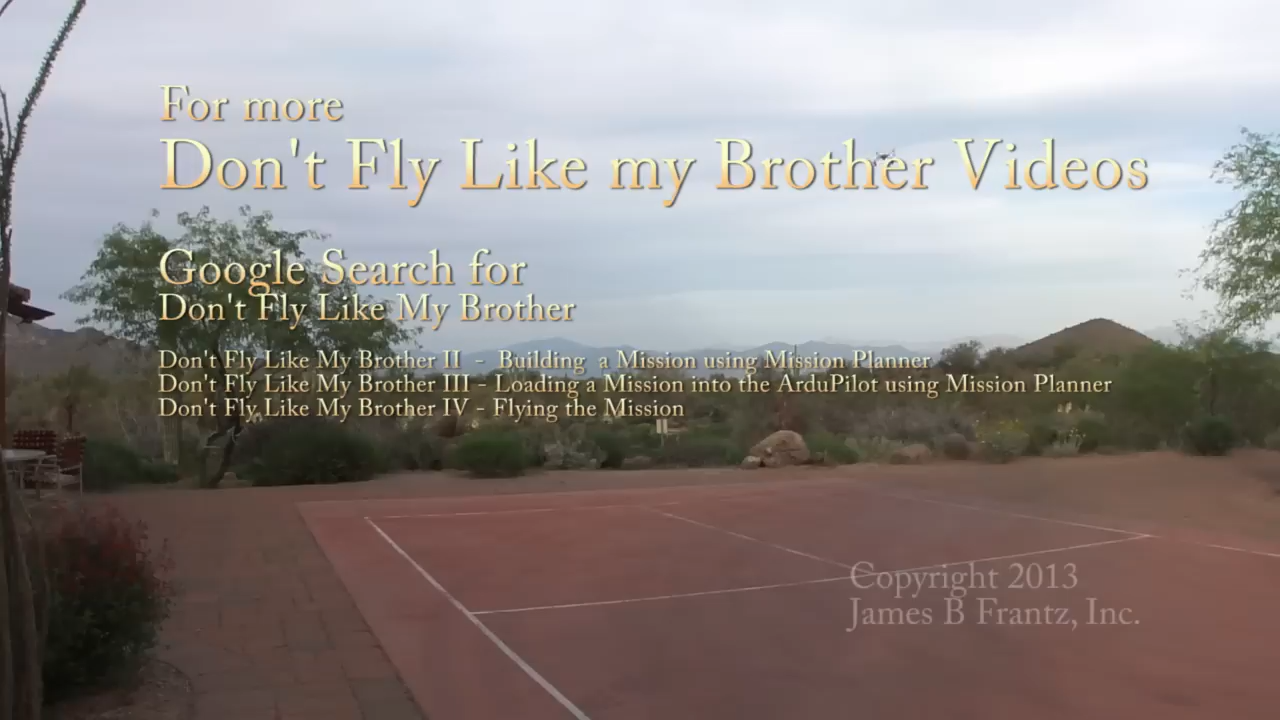 For more
Don't Fly Like my Brother Videos
Google Search for
Don't Fly Like My Brother
Don't Fly Like My Brother II - Building a Mission using Mission Planner
Don't Fly Like My Brother III - Loading a Mission into the ArduPilot using Mission Planner
Don't Fly Like My Brother IV - Flying the Mission
Copyright 2013
James B Frantz, Inc.